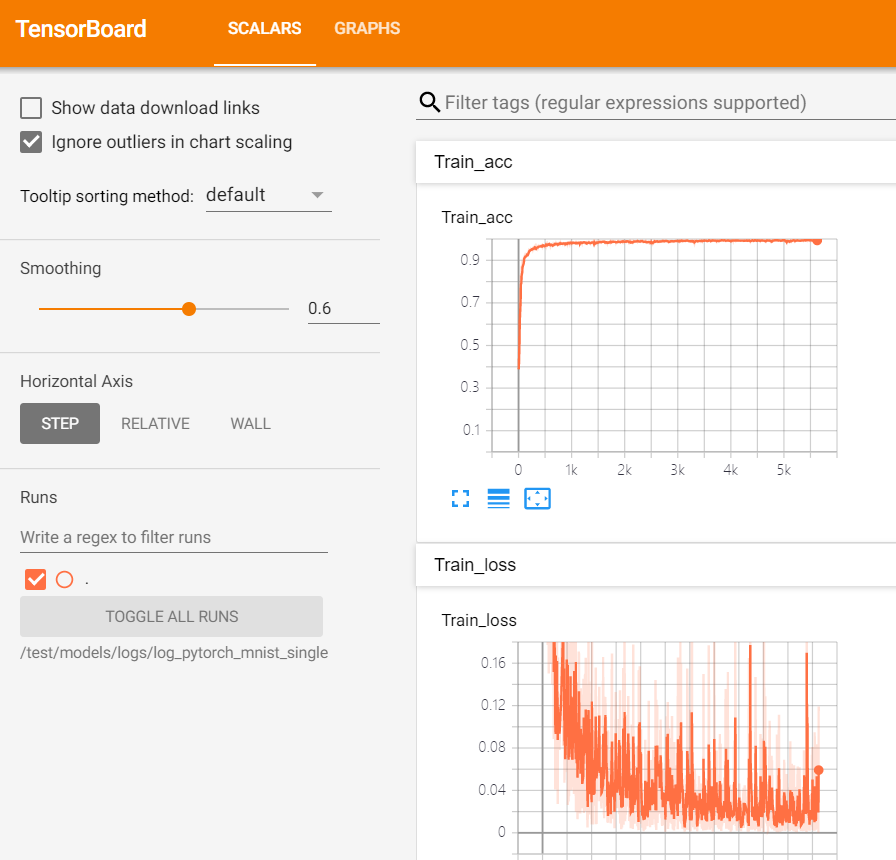 TensorBoard
SCALARS GRAPHS
Show data download links
Ignore outliers in chart scaling
Tooltip sorting method: default
Smoothing
0.6
Horizontal Axis
STEP RELATIVE WALL
Runs
Write a regex to filter runs
.
TOGGLE ALL RUNS
/test/models/logs/log_pytorch_mnist_single
Filter tags (regular expressions supported)
Train_acc
Train_acc
0.9
0.7
0.5
0.3
0.1
0 1k 2k 3k 4k 5k
Train_loss
Train_loss
0.16
0.12
0.08
0.04
0